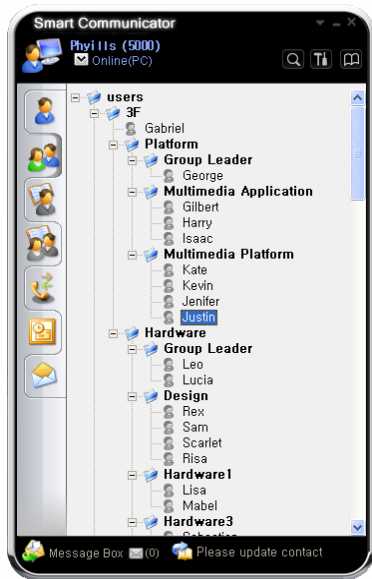 Smart Communicator
Phyills (5000)
Online(PC)
users
3F
Gabriel
Platform
Group Leader
George
Multimedia Application
Gilbert
Harry
Isaac
Multimedia Platform
Kate
Kevin
Jenifer
Justin
Hardware
Group Leader
Leo
Lucia
Design
Rex
Sam
Scarlet
Risa
Hardware1
Lisa
Mabel
Hardware3
Message Box (0) Please update contact